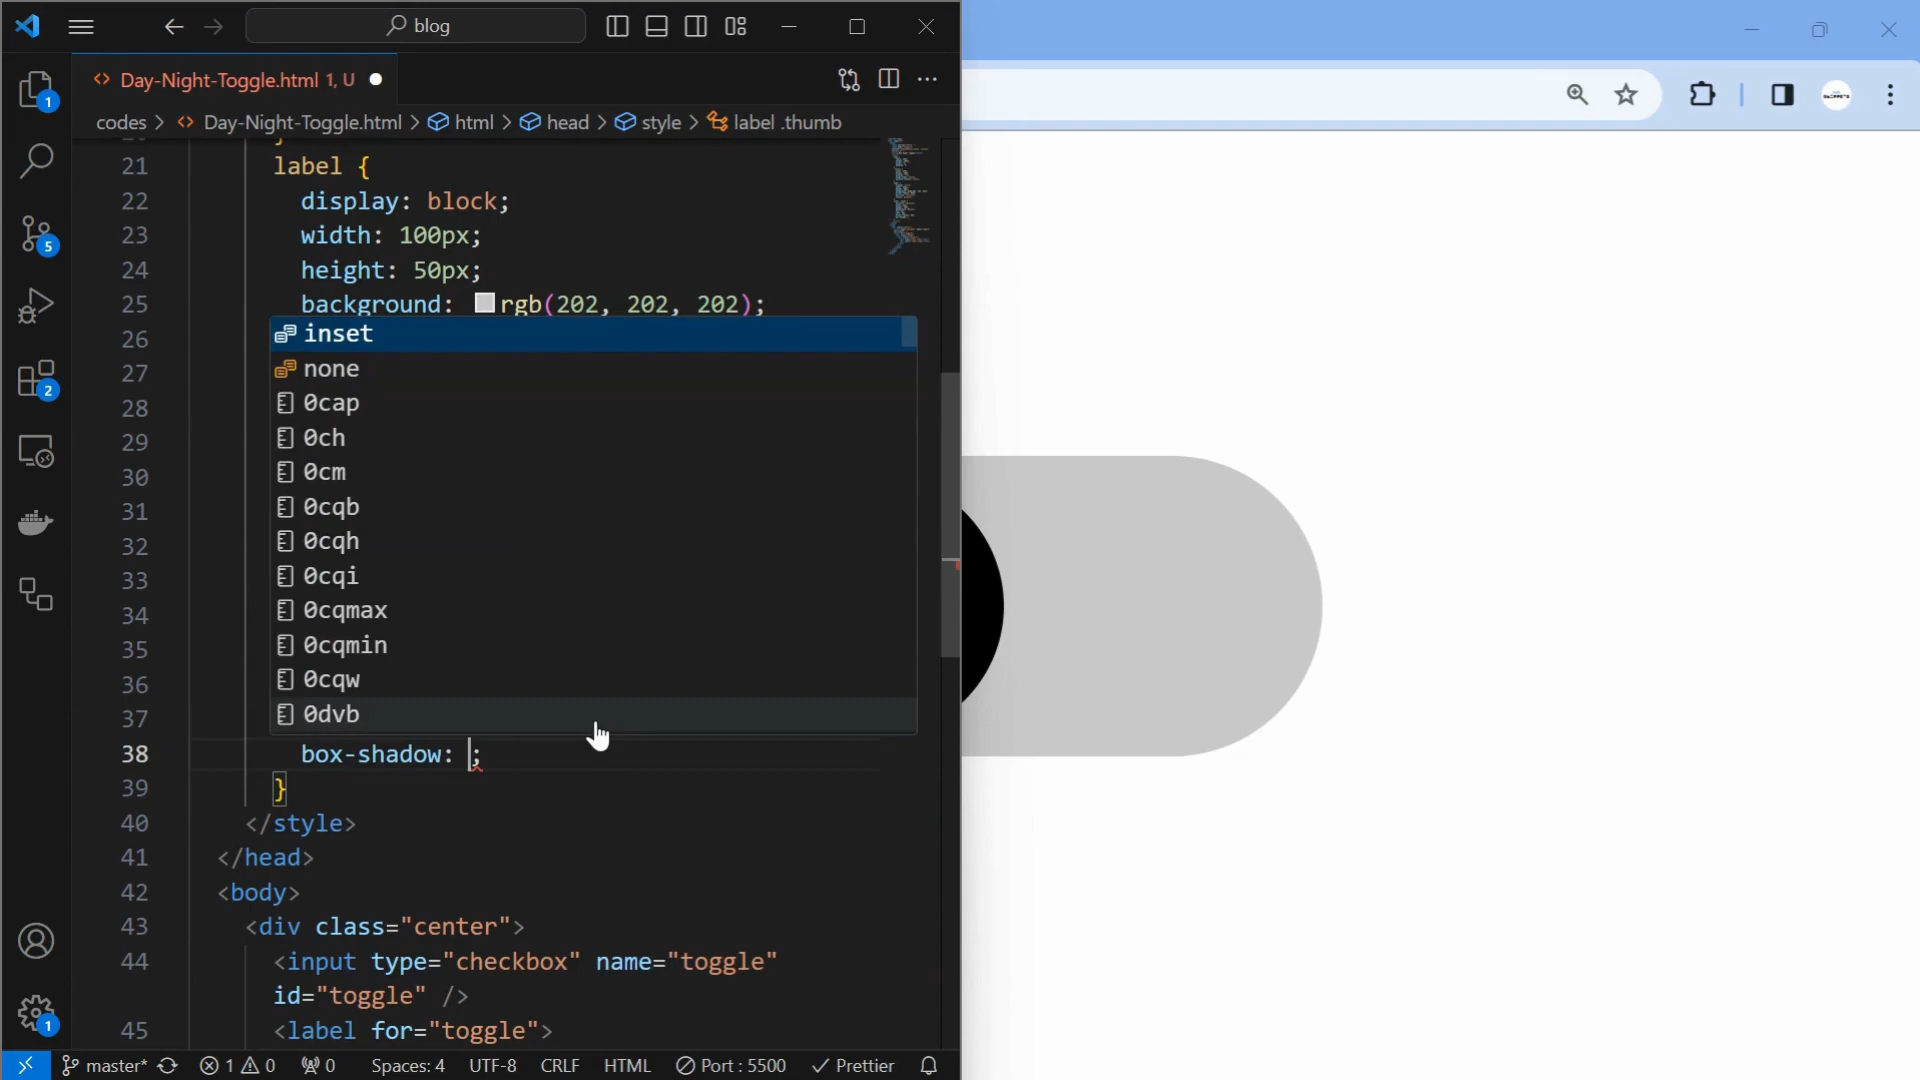 blog
Day-Night-Toggle.html 1, U
codes > Day-Night-Toggle.html > html > head > style > label .thumb
21 label {
22 display: block;
23 width: 100px;
24 height: 50px;
25 background: rgb(202, 202, 202);
26
27
28
29
30
31
32
33
34
35
36
37
inset
none
0cap
0ch
0cm
0cqb
0cqh
0cqi
0cqmax
0cqmin
0cqw
0dvb
38 box-shadow: ;
39 }
40 </style>
41 </head>
42 <body>
43 <div class="center">
44 <input type="checkbox" name="toggle"
id="toggle" />
45 <label for="toggle">
1
5
2
1
master* 1 0 0 Spaces: 4 UTF-8 CRLF HTML Port : 5500 Prettier